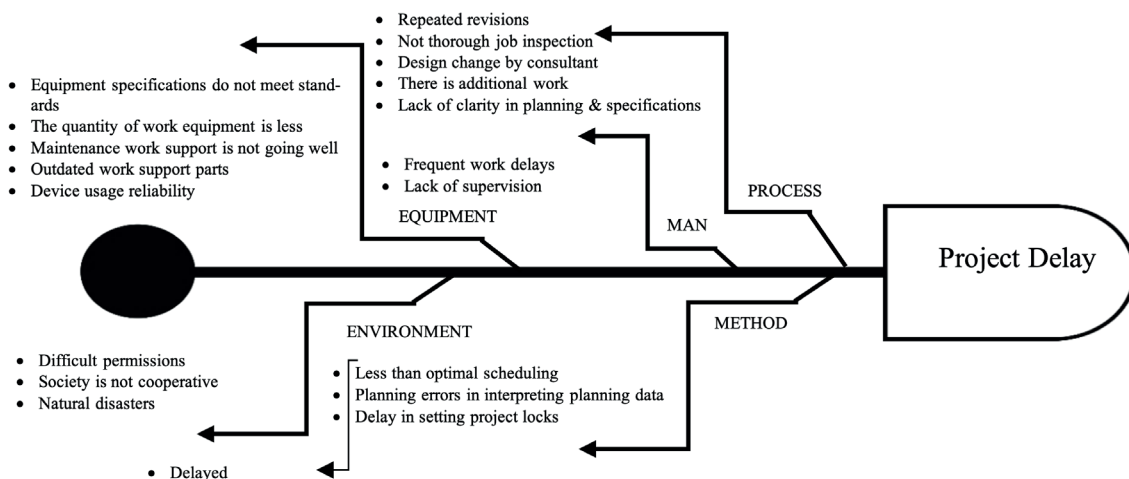 • Repeated revisions
• Not thorough job inspection
• Design change by consultant
• There is additional work
• Lack of clarity in planning & specifications
• Equipment specifications do not meet stand-
ards
• The quantity of work equipment is less
• Maintenance work support is not going well
• Outdated work support parts
• Device usage reliability
• Frequent work delays
• Lack of supervision
EQUIPMENT
MAN
PROCESS
Project Delay
ENVIRONMENT
METHOD
• Difficult permissions
• Society is not cooperative
• Natural disasters
• Less than optimal scheduling
• Planning errors in interpreting planning data
• Delay in setting project locks
• Delayed